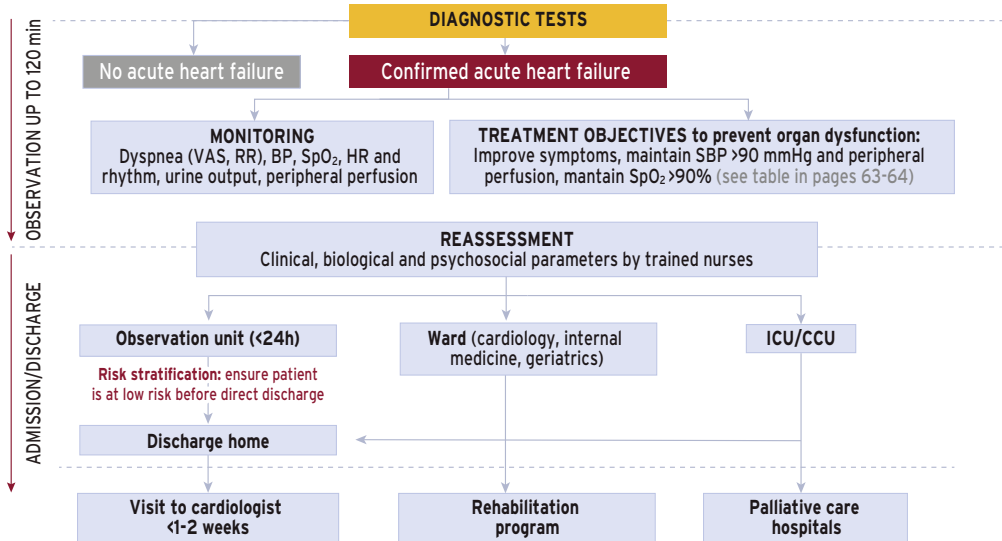 OBSERVATION UP TO 120 min
DIAGNOSTIC TESTS
No acute heart failure
Confirmed acute heart failure
MONITORING
Dyspnea (VAS, RR), BP, SpO₂, HR and
rhythm, urine output, peripheral perfusion
TREATMENT OBJECTIVES to prevent organ dysfunction:
Improve symptoms, maintain SBP >90 mmHg and peripheral
perfusion, mantain SpO₂ >90% (see table in pages 63-64)
ADMISSION/DISCHARGE
REASSESSMENT
Clinical, biological and psychosocial parameters by trained nurses
Observation unit (<24h)
Risk stratification: ensure patient
is at low risk before direct discharge
Discharge home
Ward (cardiology, internal
medicine, geriatrics)
ICU/CCU
Visit to cardiologist
<1-2 weeks
Rehabilitation
program
Palliative care
hospitals